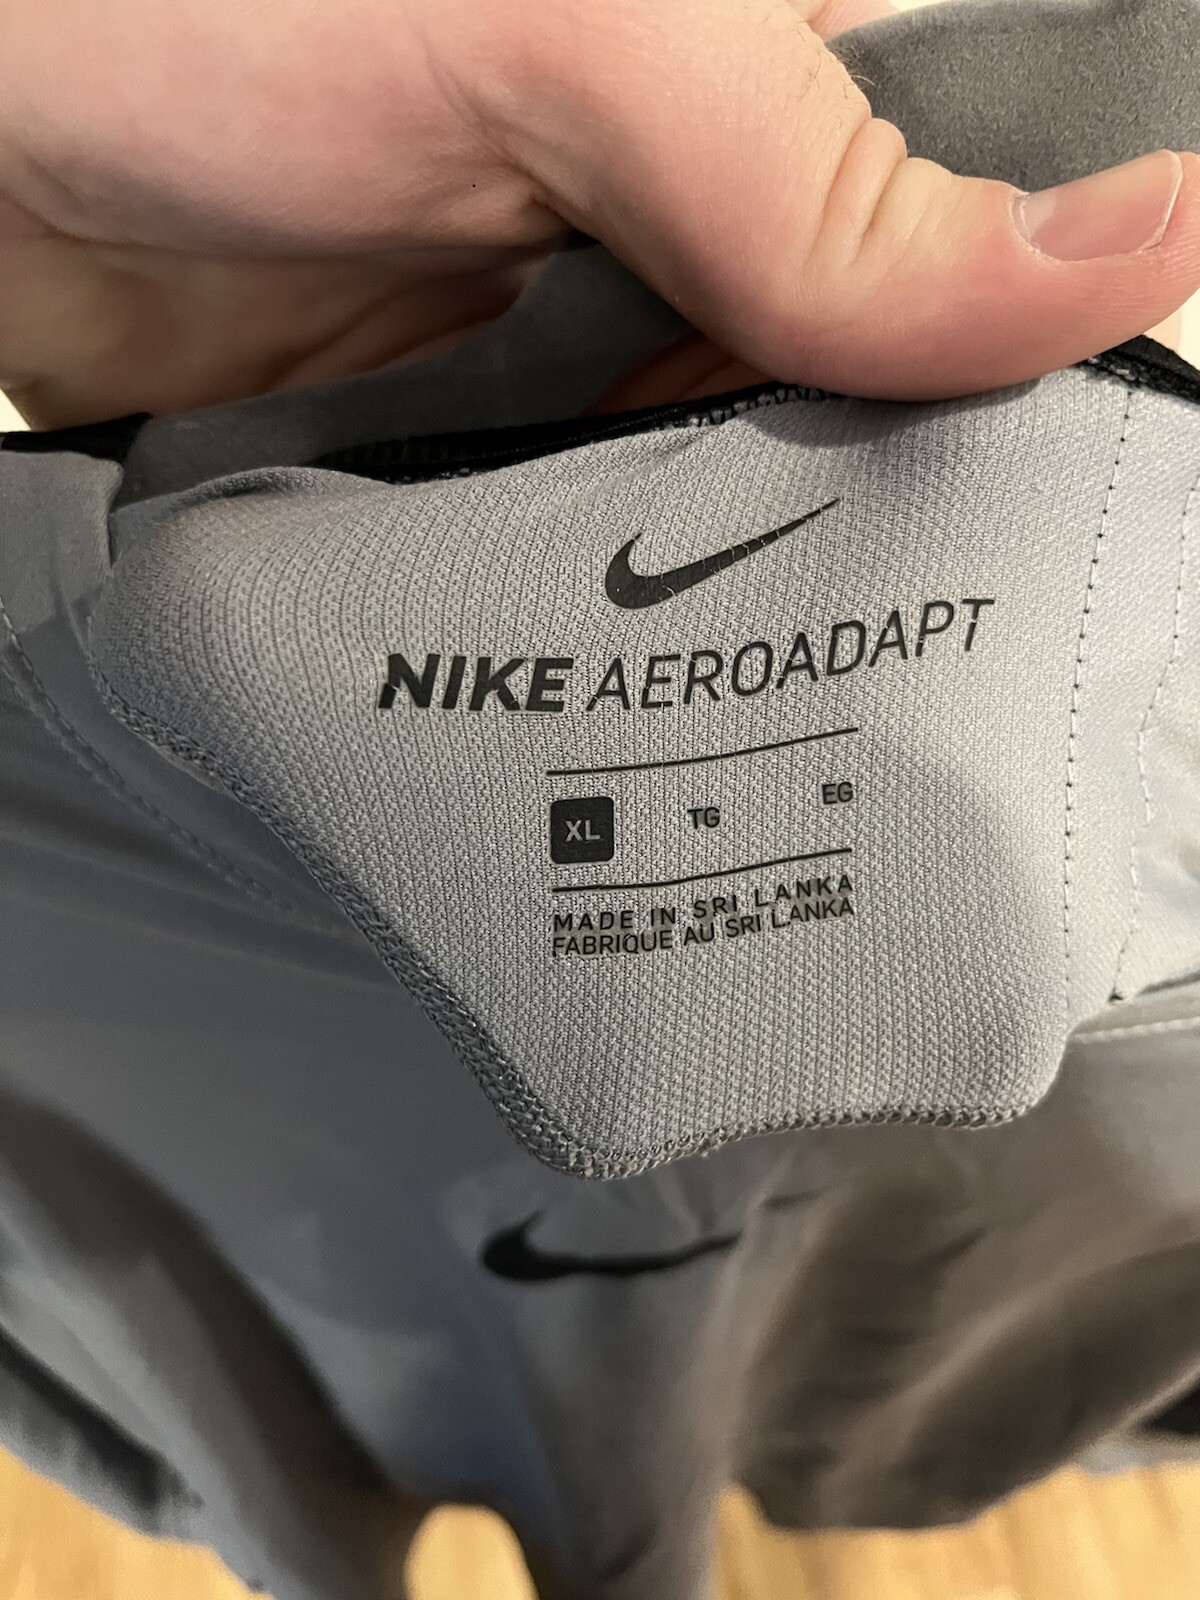 NIKE AEROADAPT
XL TG EG
MADE IN SRI LANKA
FABRIQUE AU SRI LANKA